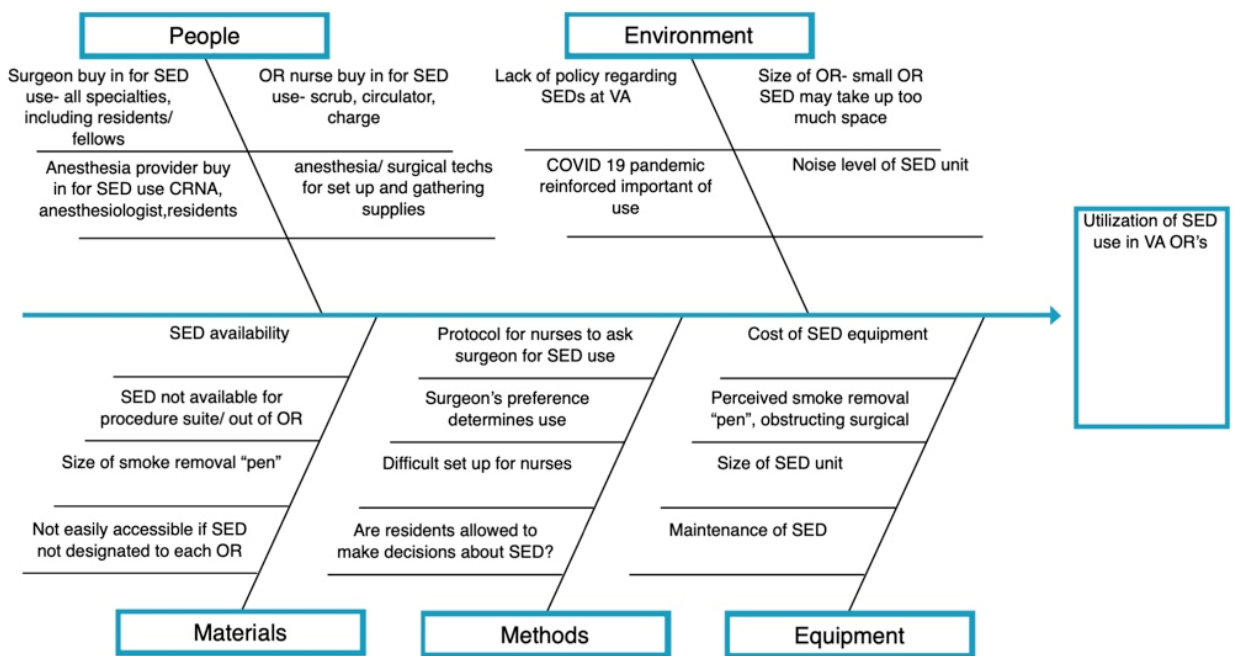 People
Surgeon buy in for SED
use- all specialties,
including residents/
fellows
OR nurse buy in for SED
use- scrub, circulator,
charge
Anesthesia provider buy
in for SED use CRNA,
anesthesiologist,residents
anesthesia/ surgical techs
for set up and gathering
supplies
Environment
Lack of policy regarding
SEDs at VA
Size of OR- small OR
SED may take up too
much space
COVID 19 pandemic
reinforced important of
use
Noise level of SED unit
Utilization of SED
use in VA OR's
SED availability
SED not available for
procedure suite/ out of OR
Size of smoke removal “pen”
Not easily accessible if SED
not designated to each OR
Materials
Protocol for nurses to ask
surgeon for SED use
Surgeon’s preference
determines use
Difficult set up for nurses
Are residents allowed to
make decisions about SED?
Methods
Cost of SED equipment
Perceived smoke removal
“pen”, obstructing surgical
Size of SED unit
Maintenance of SED
Equipment